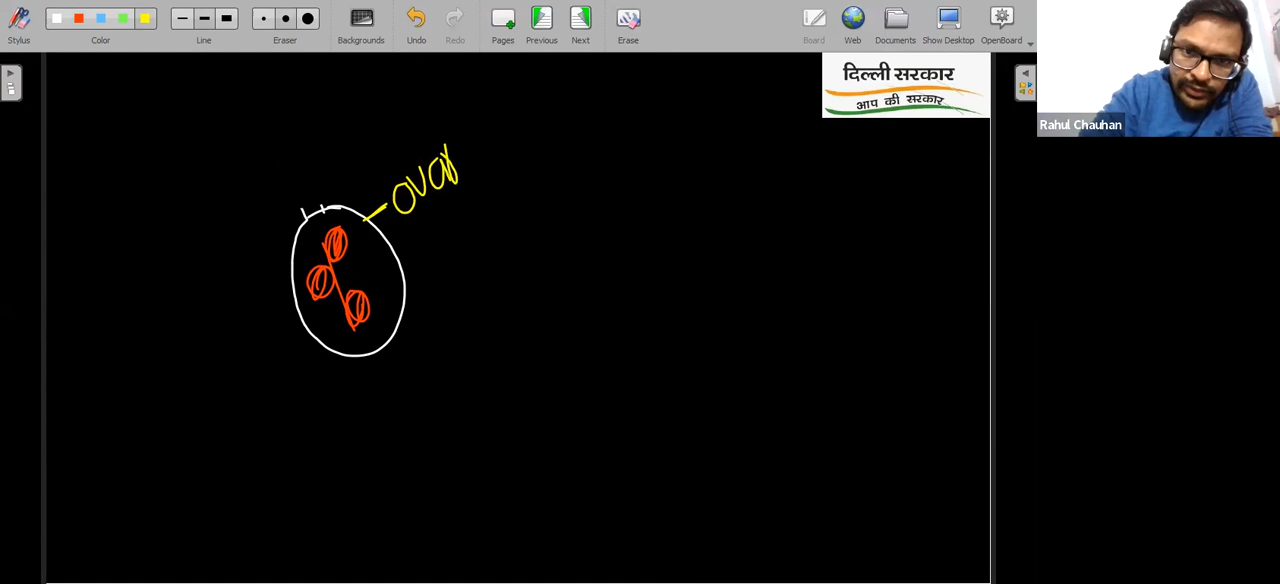 Stylus
Color
Line
Eraser
Backgrounds
Undo
Redo
Pages
Previous
Next
Erase
Board
Web
Documents
Show Desktop
OpenBoard
दिल्ली सरकार
आप की सरकार
Rahul Chauhan